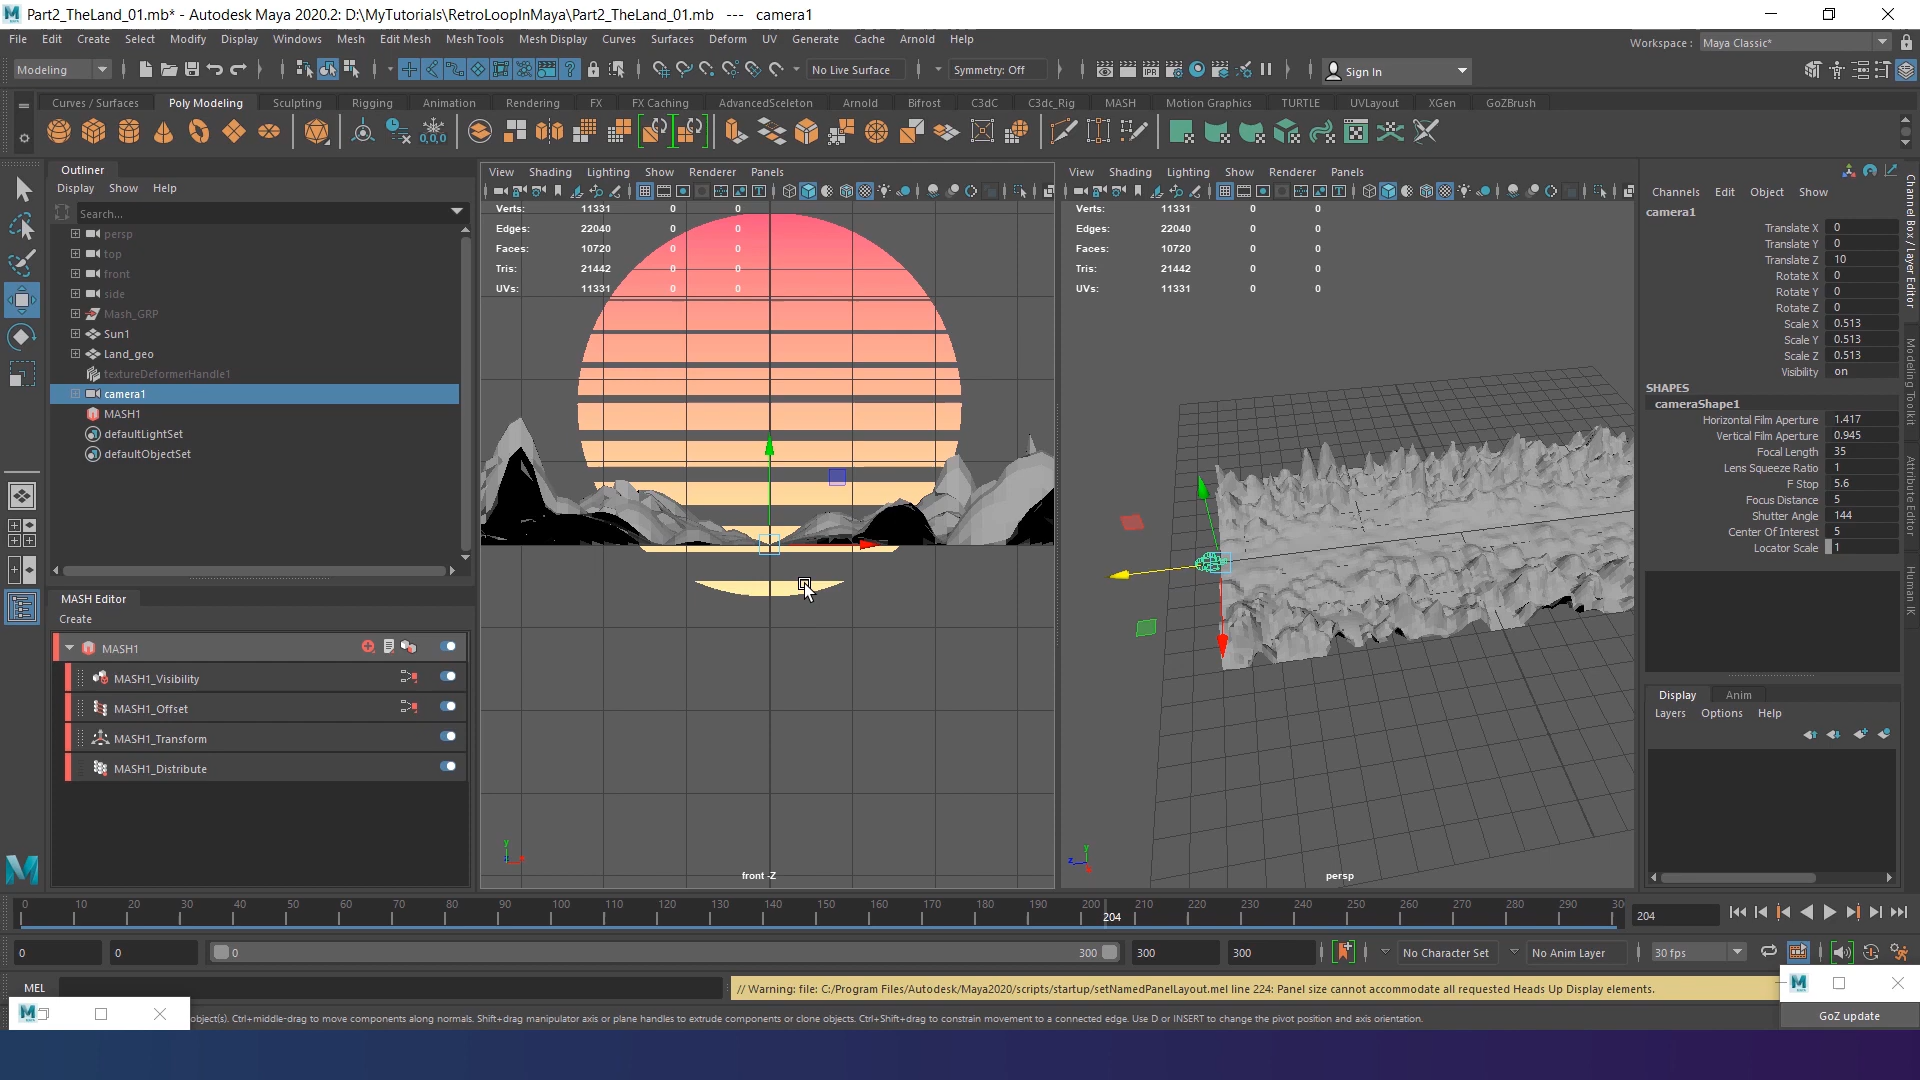 Part2_TheLand_01.mb* - Autodesk Maya 2020.2: D:\MyTutorials\RetroLoopInMaya\Part2_TheLand_01.mb --- camera1
File Edit Create Select Modify Display Windows Mesh Edit Mesh Mesh Tools Mesh Display Curves Surfaces Deform UV Generate Cache Arnold Help
Workspace : Maya Classic*
Modeling No Live Surface Symmetry: Off IPR Sign In
Curves / Surfaces Poly Modeling Sculpting Rigging Animation Rendering FX FX Caching AdvancedSceleton Arnold Bifrost C3dC C3dc_Rig MASH Motion Graphics TURTLE UVLayout XGen GoZBrush
0,0,0
Outliner
Display Show Help
Search...
persp
top
front
side
Mash_GRP
Sun1
Land_geo
textureDeformerHandle1
camera1
MASH1
defaultLightSet
defaultObjectSet
MASH Editor
Create
MASH1
MASH1_Visibility
MASH1_Offset
MASH1_Transform
MASH1_Distribute
View Shading Lighting Show Renderer Panels
Verts: 11331 0 0
Edges: 22040 0 0
Faces: 10720 0 0
Tris: 21442 0 0
UVs: 11331 0 0
y
front -Z
View Shading Lighting Show Renderer Panels
Verts: 11331 0 0
Edges: 22040 0 0
Faces: 10720 0 0
Tris: 21442 0 0
UVs: 11331 0 0
y
z
persp
Channels Edit Object Show
camera1
Translate X 0
Translate Y 0
Translate Z 10
Rotate X 0
Rotate Y 0
Rotate Z 0
Scale X 0.513
Scale Y 0.513
Scale Z 0.513
Visibility on
SHAPES
cameraShape1
Horizontal Film Aperture 1.417
Vertical Film Aperture 0.945
Focal Length 35
Lens Squeeze Ratio 1
F Stop 5.6
Focus Distance 5
Shutter Angle 144
Center Of Interest 5
Locator Scale 1
Display Anim
Layers Options Help
Channel Box / Layer Editor
Modeling Toolkit
Attribute Editor
Human IK
0 10 20 30 40 50 60 70 80 90 100 110 120 130 140 150 160 170 180 190 200 210 220 230 240 250 260 270 280 290 30
204
204
0 0 0 300 300 300 No Character Set No Anim Layer 30 fps
MEL
// Warning: file: C:/Program Files/Autodesk/Maya2020/scripts/startup/setNamedPanelLayout.mel line 224: Panel size cannot accommodate all requested Heads Up Display elements.
object(s). Ctrl+middle-drag to move components along normals. Shift+drag manipulator axis or plane handles to extrude components or clone objects. Ctrl+Shift+drag to constrain movement to a connected edge. Use D or INSERT to change the pivot position and axis orientation.
GoZ update